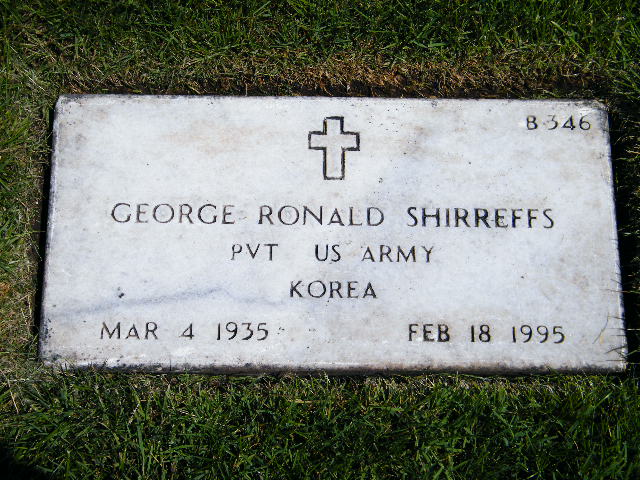 B 346
GEORGE RONALD SHIRREFFS
PVT US ARMY
KOREA
MAR 4 1935 FEB 18 1995